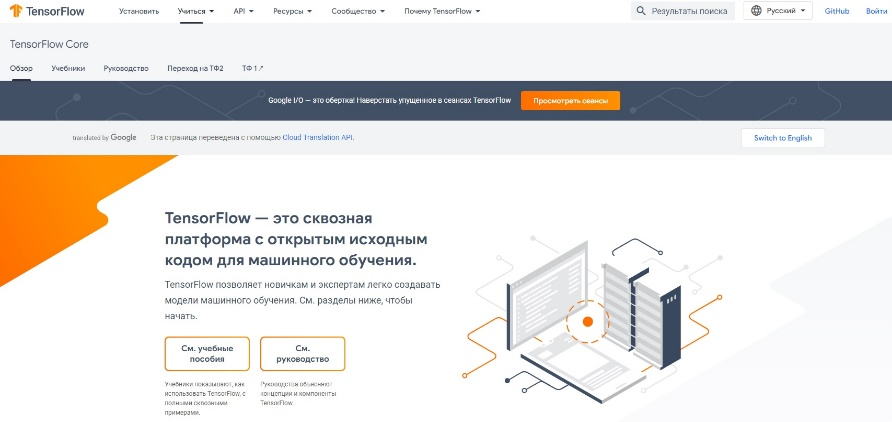 TensorFlow
Установить
Учиться
API
Ресурсы
Сообщество
Почему TensorFlow
Результаты поиска
Русский
GitHub
Войти
TensorFlow Core
Обзор
Учебники
Руководство
Переход на ТФ2
ТФ 1 ↗
Google I/O — это обертка! Наверстать упущенное в сеансах TensorFlow
Просмотреть сеансы
translated by Google
Эта страница переведена с помощью Cloud Translation API.
Switch to English
TensorFlow — это сквозная
платформа с открытым исходным
кодом для машинного обучения.
TensorFlow позволяет новичкам и экспертам легко создавать
модели машинного обучения. См. разделы ниже, чтобы
начать.
См. учебные
пособия
См.
руководство
Учебники показывают, как
использовать TensorFlow, с
полными сквозными
примерами.
Руководства объясняют
концепции и компоненты
TensorFlow.